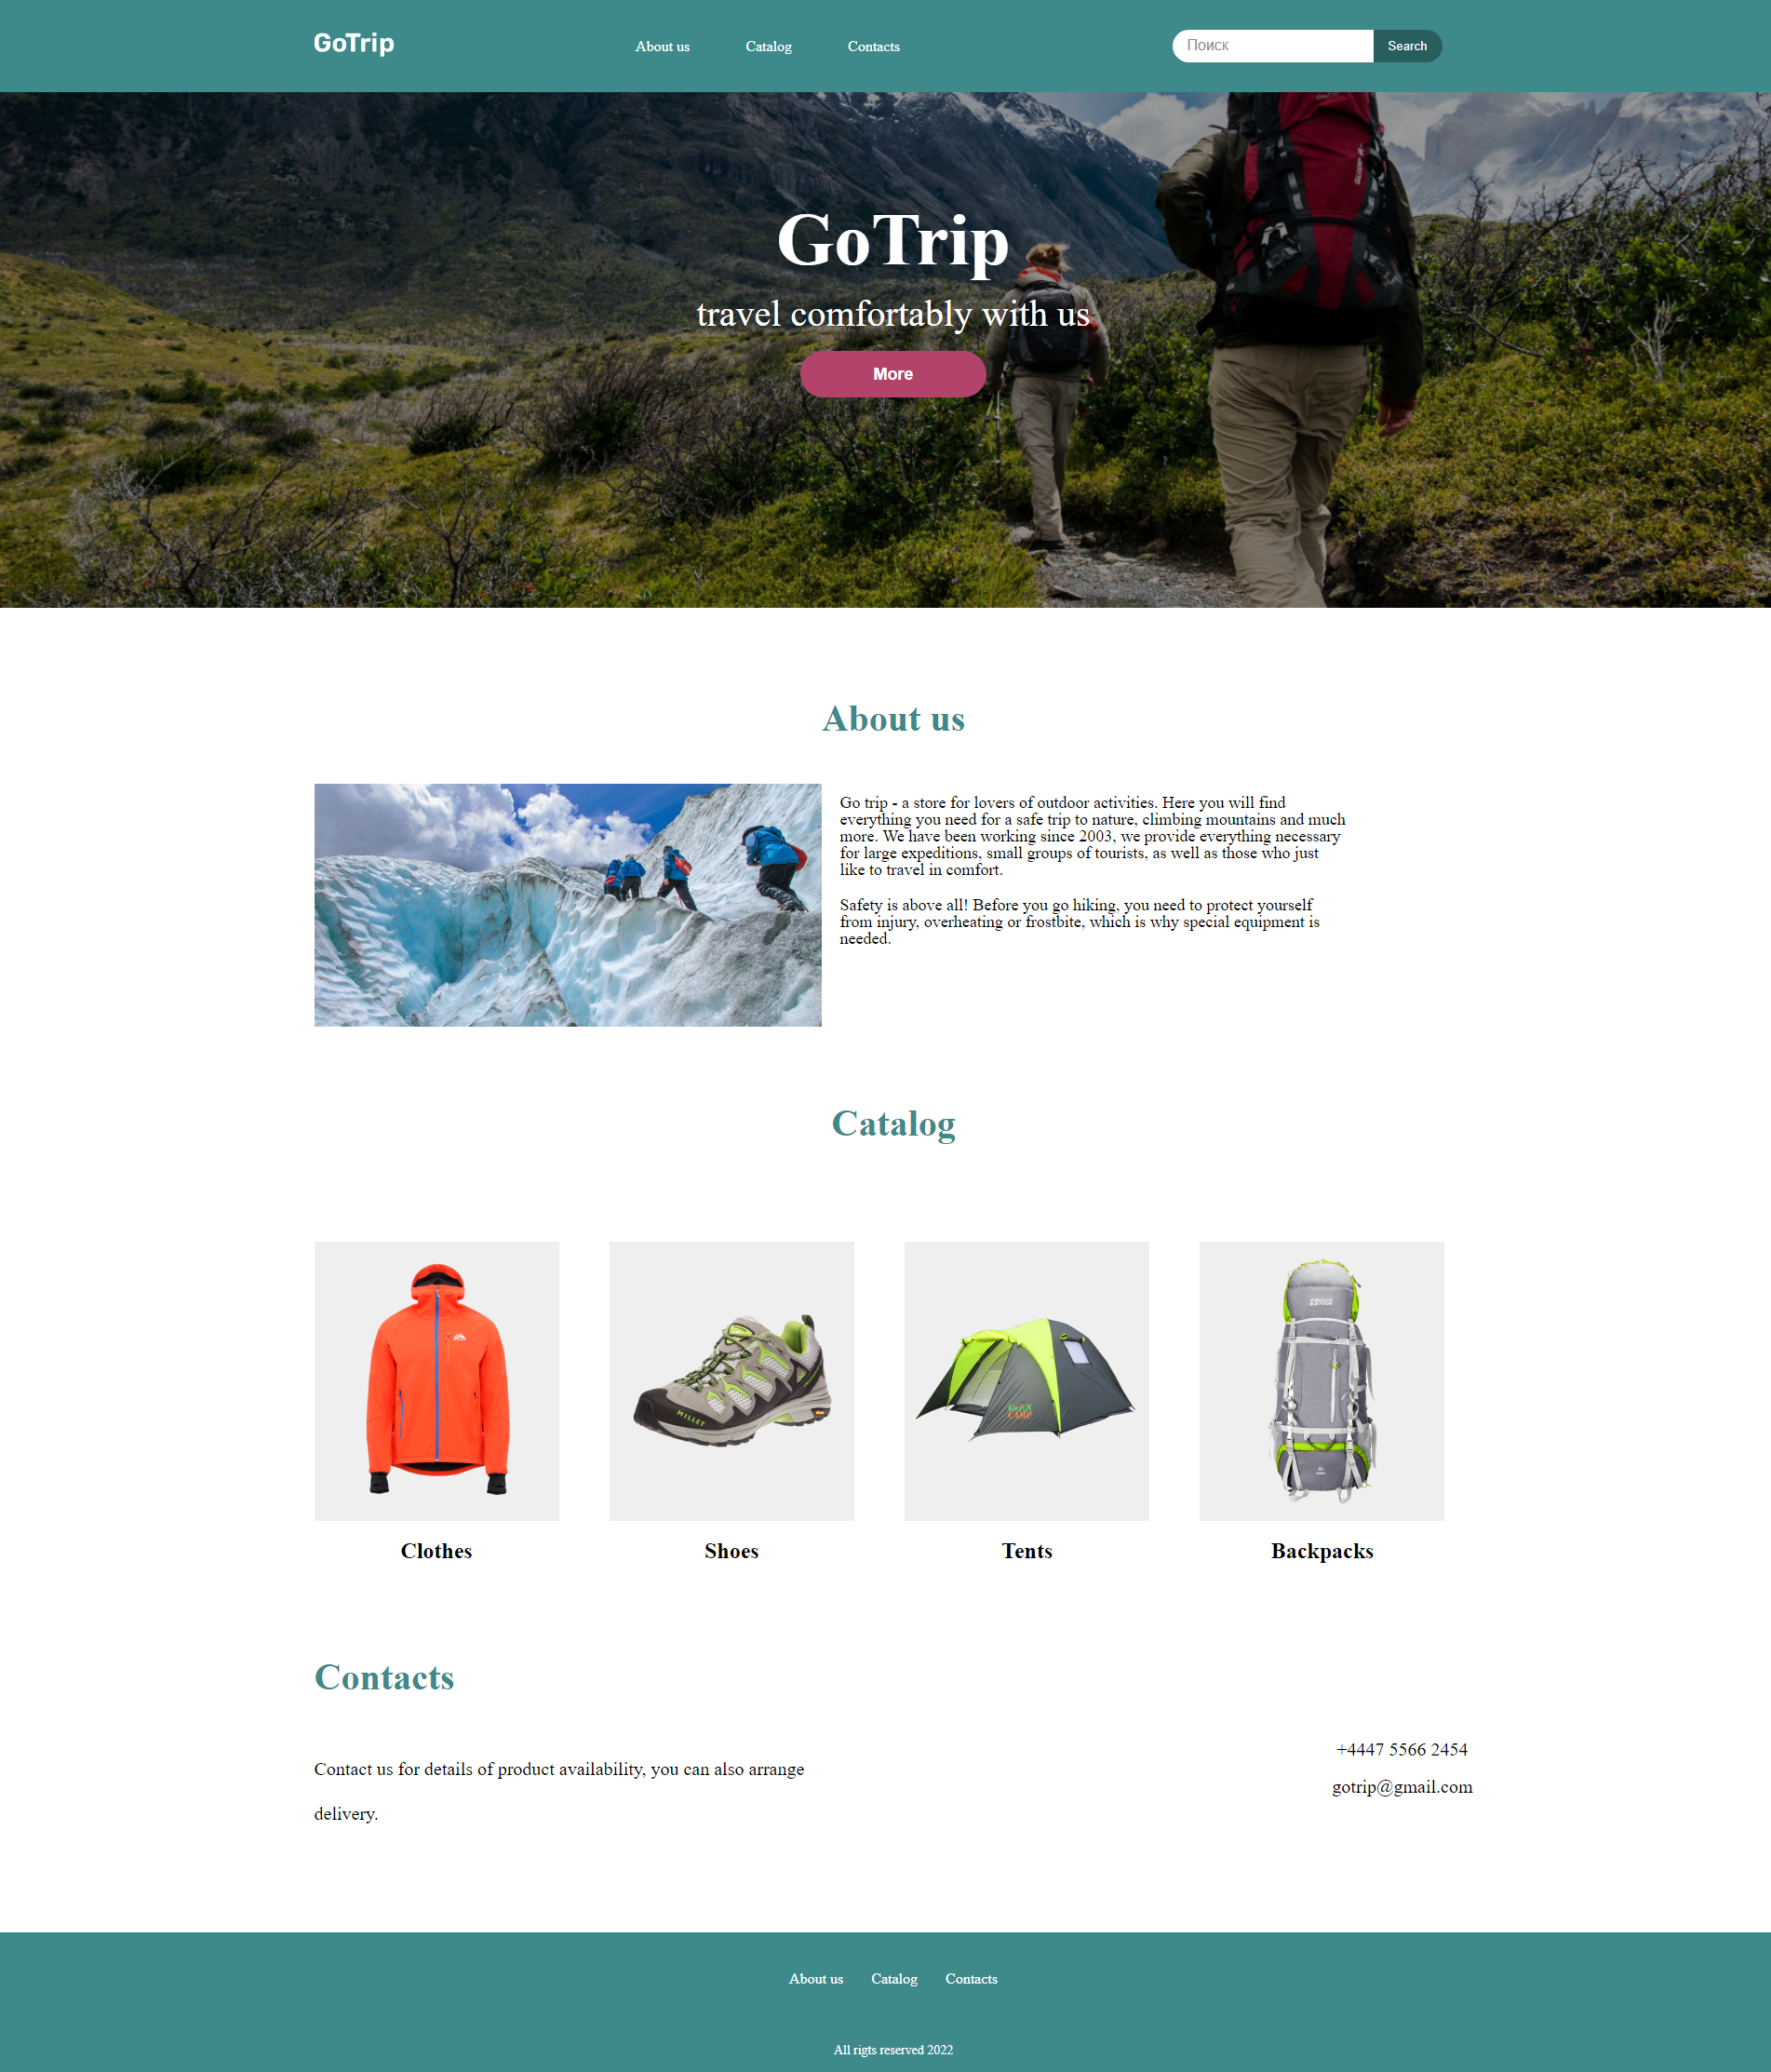 GoTrip
About us
Catalog
Contacts
Поиск
Search
GoTrip
travel comfortably with us
More
About us
Go trip - a store for lovers of outdoor activities. Here you will find
everything you need for a safe trip to nature, climbing mountains and much
more. We have been working since 2003, we provide everything necessary
for large expeditions, small groups of tourists, as well as those who just
like to travel in comfort.
Safety is above all! Before you go hiking, you need to protect yourself
from injury, overheating or frostbite, which is why special equipment is
needed.
Catalog
MILLET
CAMP
Clothes
Shoes
Tents
Backpacks
Contacts
Contact us for details of product availability, you can also arrange
delivery.
+4447 5566 2454
gotrip@gmail.com
About us
Catalog
Contacts
All rigts reserved 2022